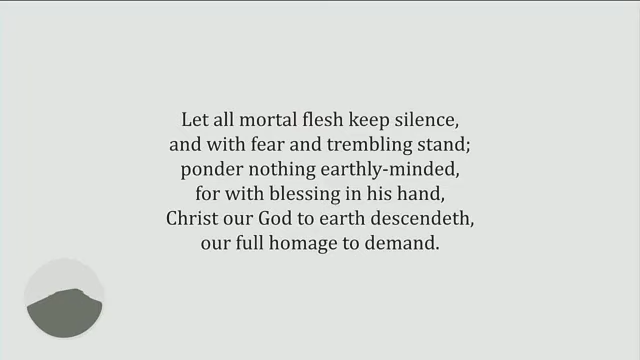 Let all mortal flesh keep silence,
and with fear and trembling stand;
ponder nothing earthly-minded,
for with blessing in his hand,
Christ our God to earth descendeth,
our full homage to demand.